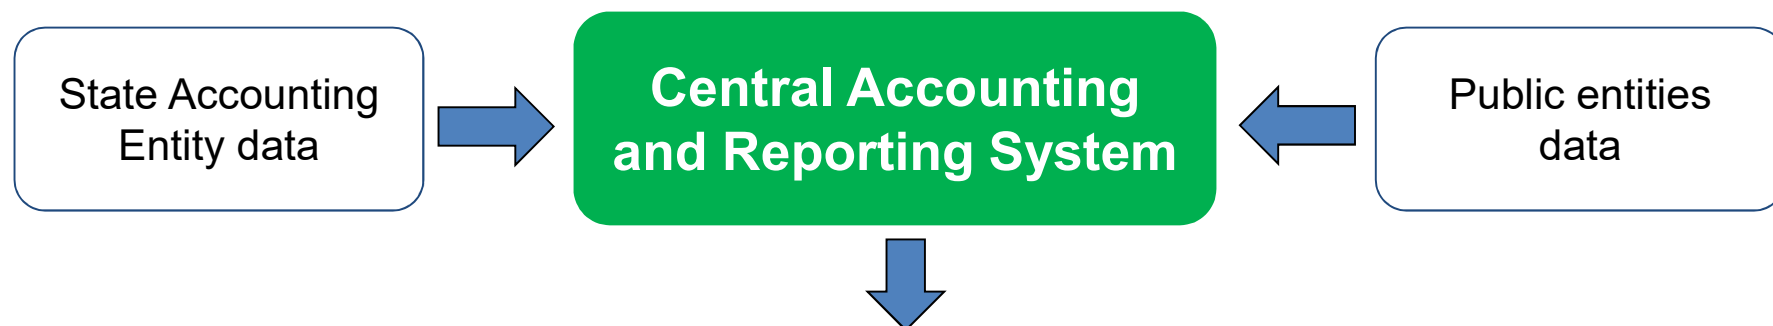 State Accounting
Entity data
Central Accounting
and Reporting System
Public entities
data